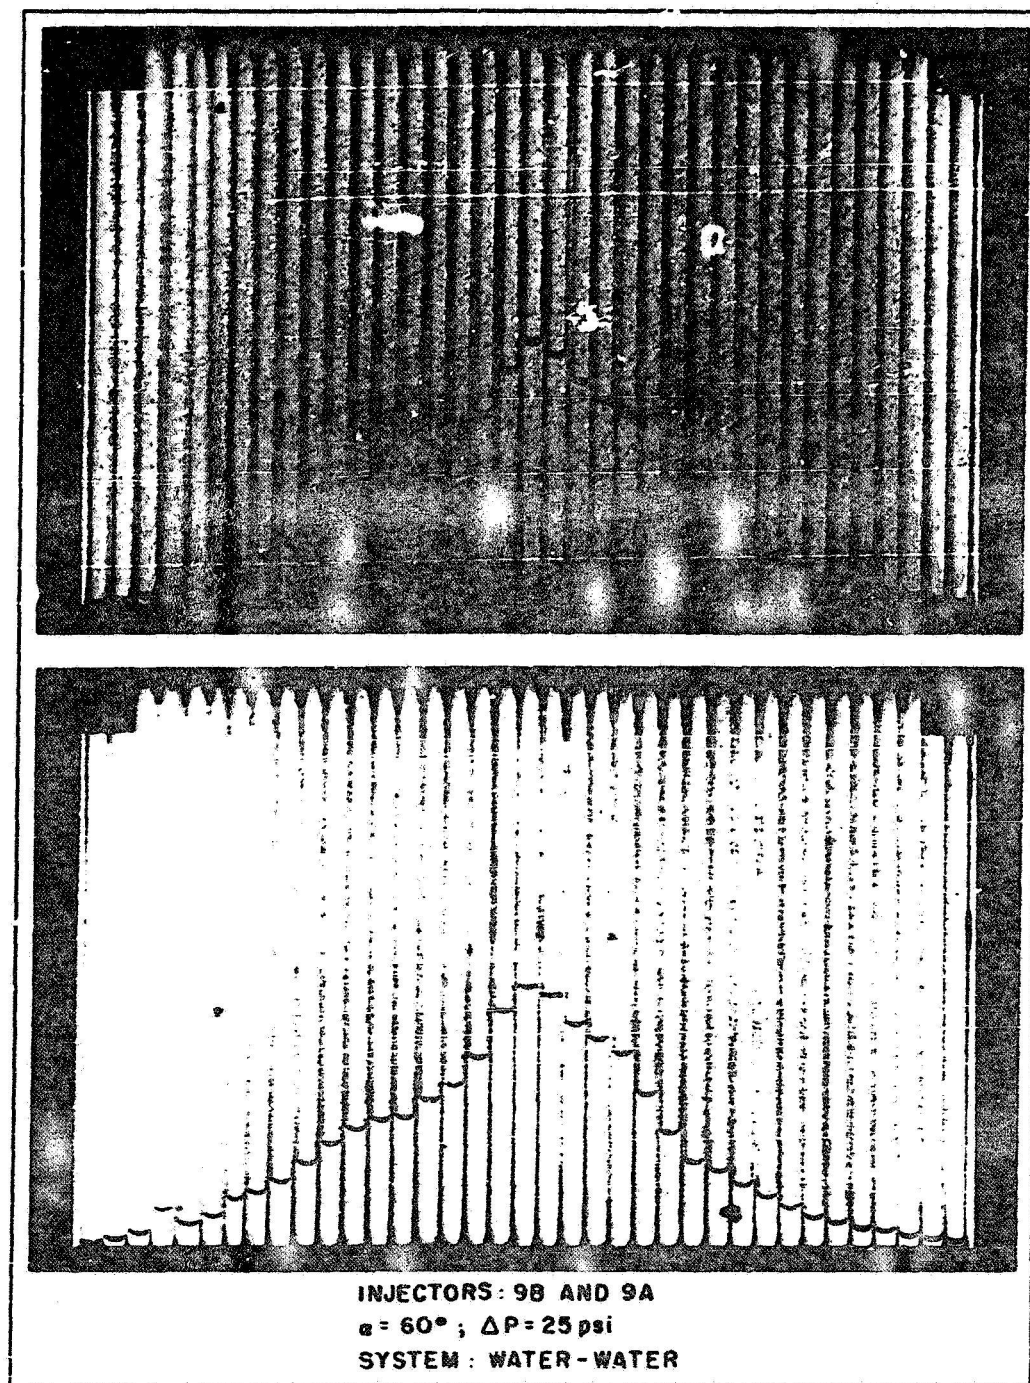 INJECTORS: 9B AND 9A
α = 60° ; ΔP = 25 psi
SYSTEM: WATER-WATER